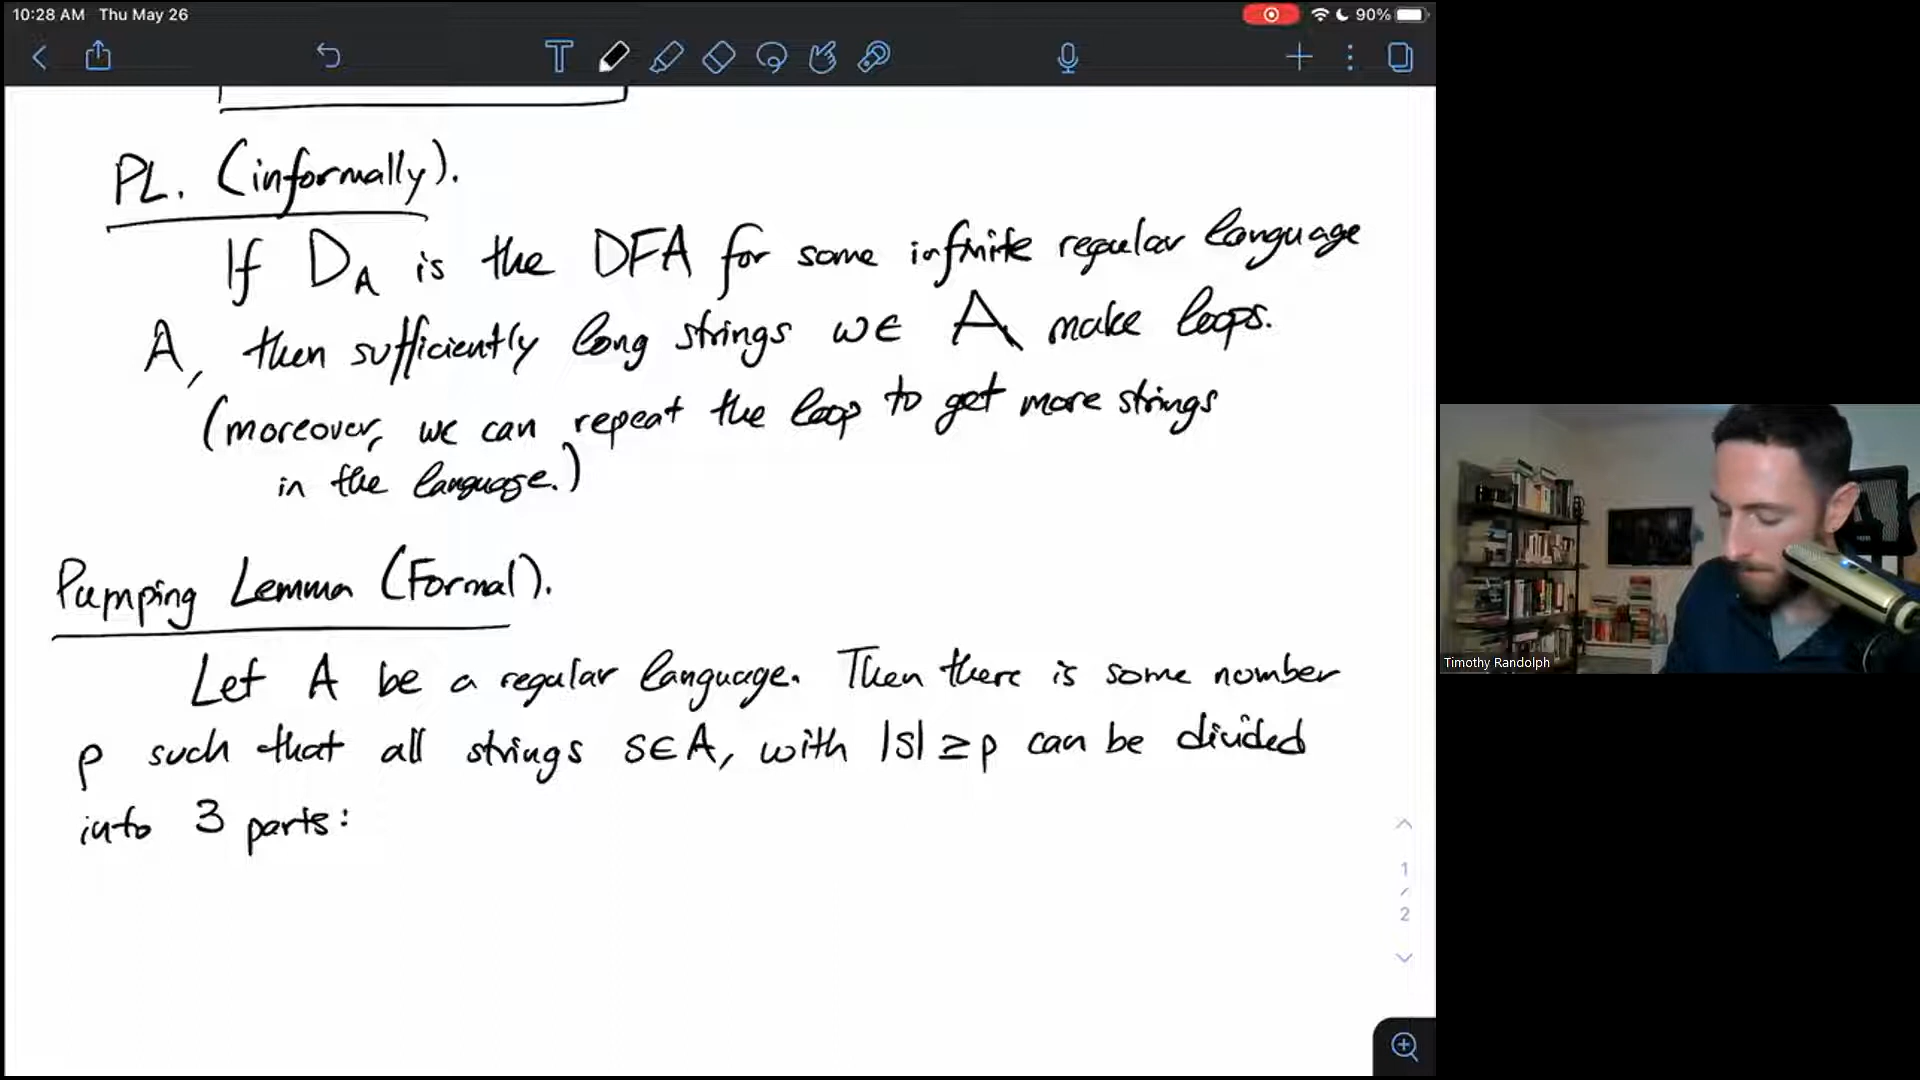 10:28 AM Thu May 26
90%
PL. (informally).
If D_A is the DFA for some infinite regular language
A, then sufficiently long strings w∈ A make loops.
(moreover, we can repeat the loop to get more strings
in the language.)
Pumping Lemma (Formal).
Let A be a regular language. Then there is some number
p such that all strings s∈A, with |s| ≥ p can be divided
into 3 parts:
1
/
2
Timothy Randolph